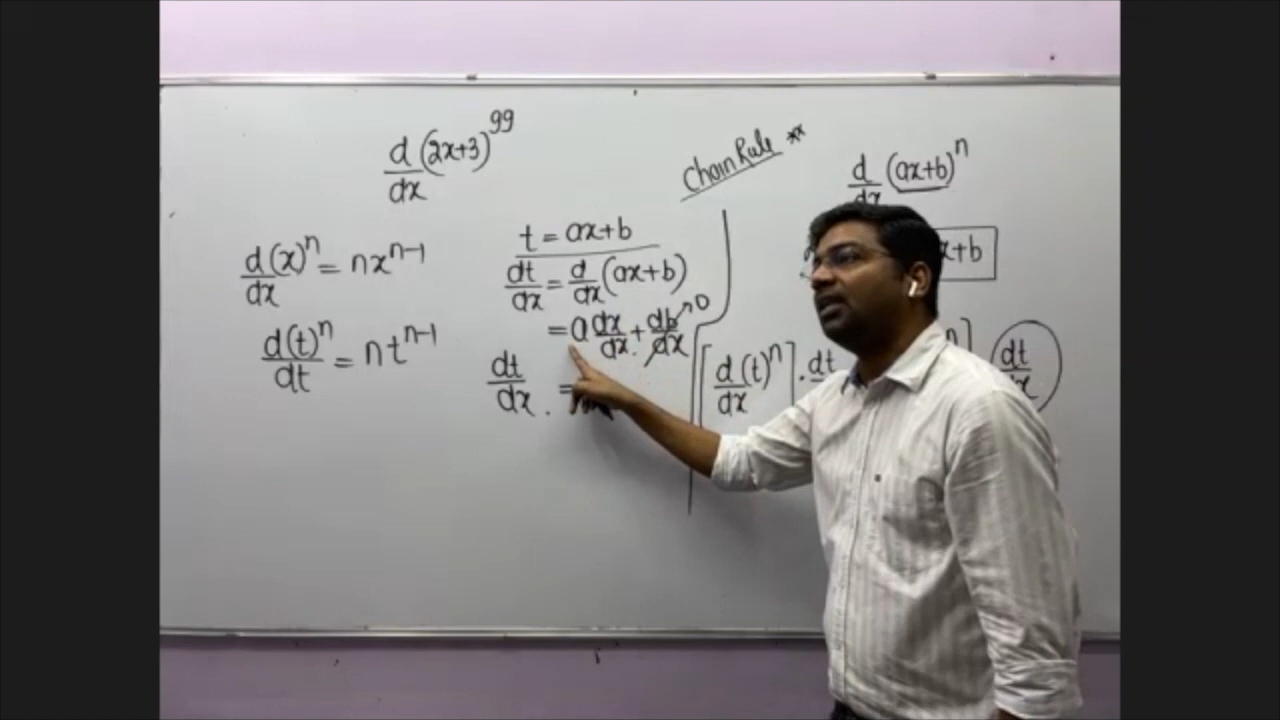 d/dx (2x+3)^99
Chain Rule **
d/dx (ax+b)^n
d(x)^n/dx = nx^(n-1)
d(t)^n/dt = nt^(n-1)
t = ax+b
dt/dx = d/dx (ax+b)
= a dx/dx + db/dx → 0
dt/dx =
x+b
[d/dx (t)^n] · dt
n] dt/dx